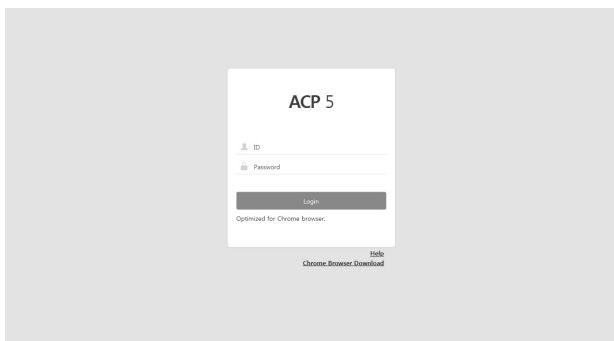 ACP 5
ID
Password
Login
Optimized for Chrome browser.
Help
Chrome Browser Download